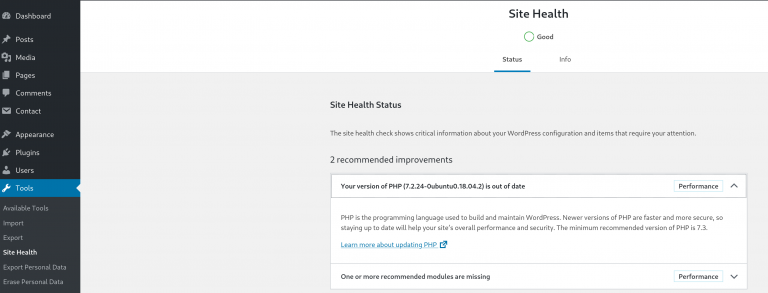 Dashboard
Posts
Media
Pages
Comments
Contact
Appearance
Plugins
Users
Tools
Available Tools
Import
Export
Site Health
Export Personal Data
Erase Personal Data
Site Health
Good
Status Info
Site Health Status
The site health check shows critical information about your WordPress configuration and items that require your attention.
2 recommended improvements
Your version of PHP (7.2.24-0ubuntu0.18.04.2) is out of date Performance
PHP is the programming language used to build and maintain WordPress. Newer versions of PHP are faster and more secure, so
staying up to date will help your site's overall performance and security. The minimum recommended version of PHP is 7.3.
Learn more about updating PHP
One or more recommended modules are missing Performance